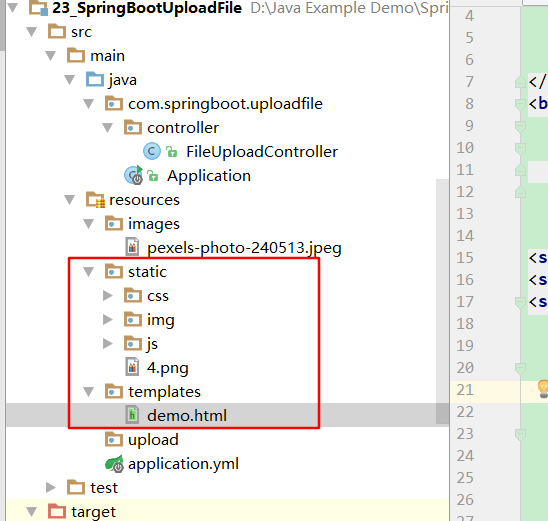 23_SpringBootUploadFile D:\Java Example Demo\Spri
src
main
java
com.springboot.uploadfile
controller
FileUploadController
Application
resources
images
pexels-photo-240513.jpeg
static
css
img
js
4.png
templates
demo.html
upload
application.yml
test
target
4
5
6
7 </
8 <b
9
10
11
12
13
14
15 <s
16 <s
17 <s
18
19
20
21
22
23
24
25
26